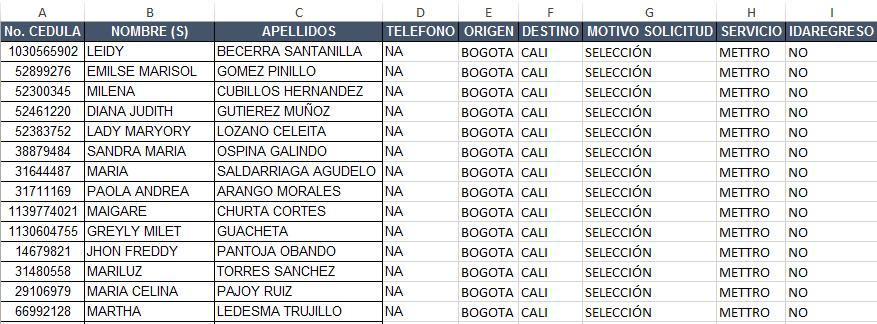 A B C D E F G H I
No. CEDULA NOMBRE (S) APELLIDOS TELEFONO ORIGEN DESTINO MOTIVO SOLICITUD SERVICIO IDAREGRESO
1030565902 LEIDY BECERRA SANTANILLA NA BOGOTA CALI SELECCIÓN METTRO NO
52899276 EMILSE MARISOL GOMEZ PINILLO NA BOGOTA CALI SELECCIÓN METTRO NO
52300345 MILENA CUBILLOS HERNANDEZ NA BOGOTA CALI SELECCIÓN METTRO NO
52461220 DIANA JUDITH GUTIEREZ MUÑOZ NA BOGOTA CALI SELECCIÓN METTRO NO
52383752 LADY MARYORY LOZANO CELEITA NA BOGOTA CALI SELECCIÓN METTRO NO
38879484 SANDRA MARIA OSPINA GALINDO NA BOGOTA CALI SELECCIÓN METTRO NO
31644487 MARIA SALDARRIAGA AGUDELO NA BOGOTA CALI SELECCIÓN METTRO NO
31711169 PAOLA ANDREA ARANGO MORALES NA BOGOTA CALI SELECCIÓN METTRO NO
1139774021 MAIGARE CHURTA CORTES NA BOGOTA CALI SELECCIÓN METTRO NO
1130604755 GREYLY MILET GUACHETA NA BOGOTA CALI SELECCIÓN METTRO NO
14679821 JHON FREDDY PANTOJA OBANDO NA BOGOTA CALI SELECCIÓN METTRO NO
31480558 MARILUZ TORRES SANCHEZ NA BOGOTA CALI SELECCIÓN METTRO NO
29106979 MARIA CELINA PAJOY RUIZ NA BOGOTA CALI SELECCIÓN METTRO NO
66992128 MARTHA LEDESMA TRUJILLO NA BOGOTA CALI SELECCIÓN METTRO NO